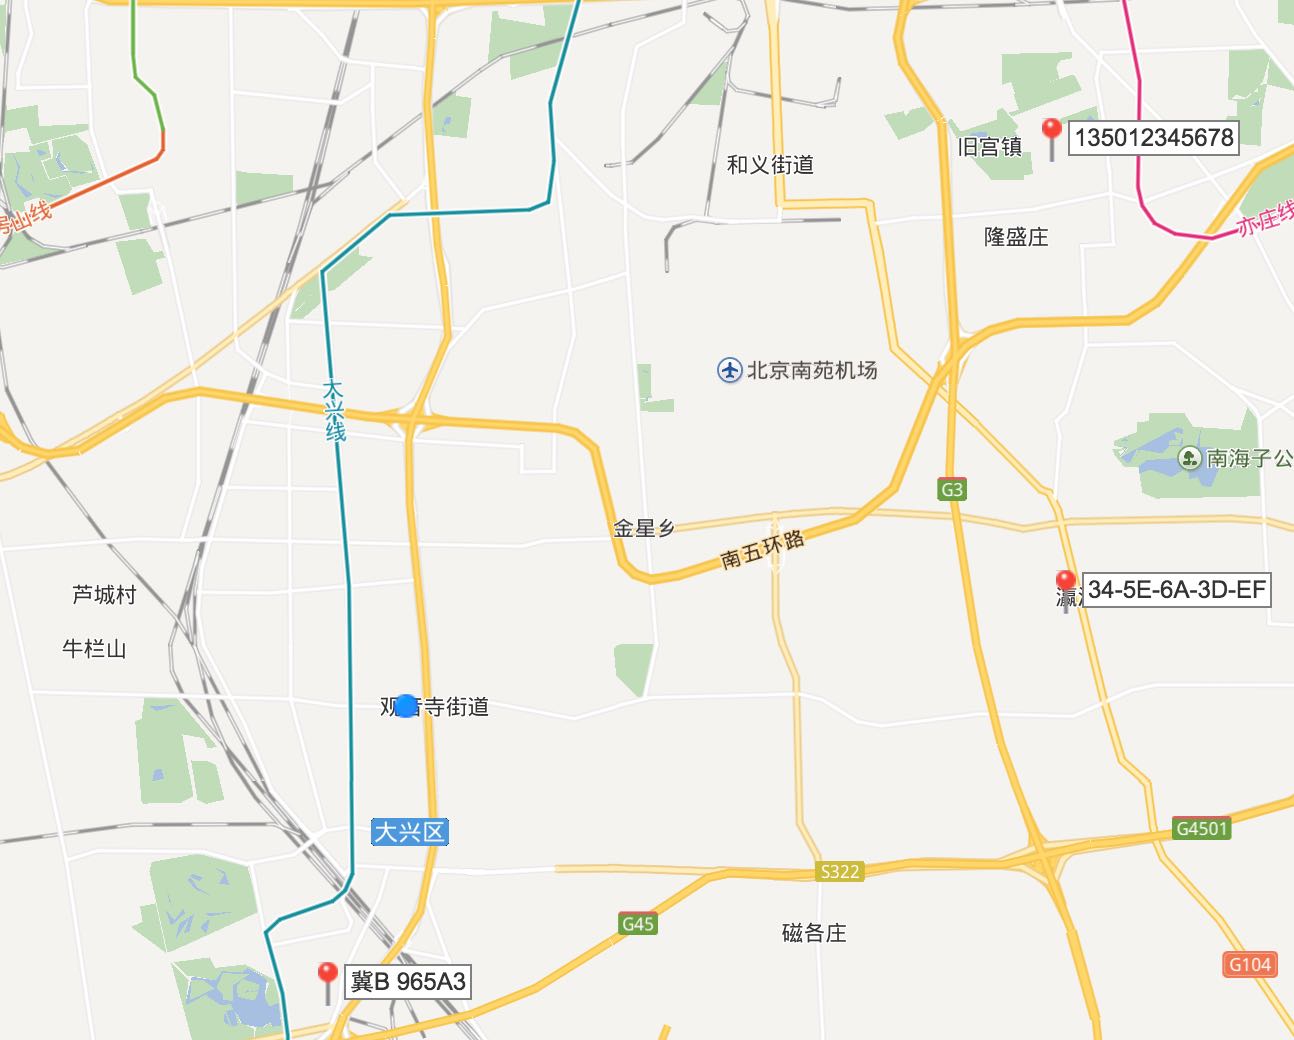 旧宫镇
135012345678
和义街道
房山线
亦庄线
隆盛庄
北京南苑机场
大兴线
南海子公
G3
金星乡
南五环路
芦城村
瀛
34-5E-6A-3D-EF
牛栏山
观音寺街道
大兴区
G4501
S322
G45
磁各庄
G104
冀B 965A3